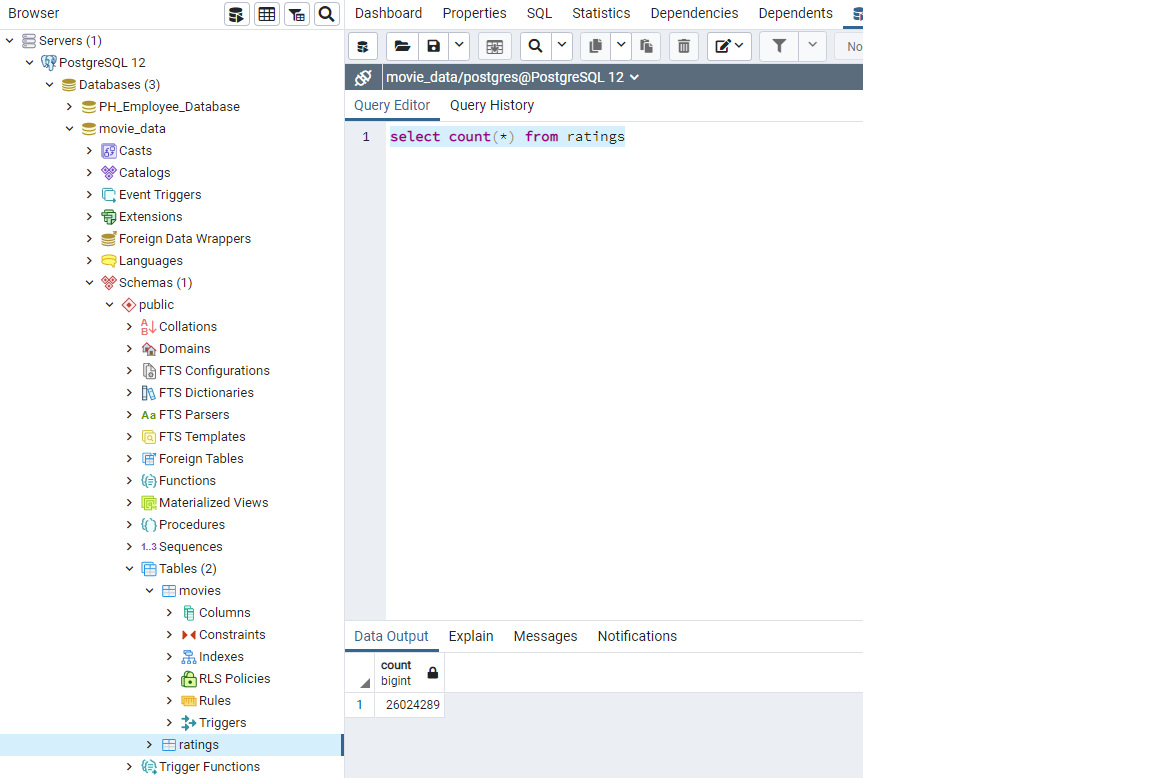 Browser
Servers (1)
PostgreSQL 12
Databases (3)
PH_Employee_Database
movie_data
Casts
Catalogs
Event Triggers
Extensions
Foreign Data Wrappers
Languages
Schemas (1)
public
Collations
Domains
FTS Configurations
FTS Dictionaries
Aa FTS Parsers
FTS Templates
Foreign Tables
Functions
Materialized Views
Procedures
1..3 Sequences
Tables (2)
movies
Columns
Constraints
Indexes
RLS Policies
Rules
Triggers
ratings
Trigger Functions
Dashboard Properties SQL Statistics Dependencies Dependents
No
movie_data/postgres@PostgreSQL 12
Query Editor Query History
1 select count(*) from ratings
Data Output Explain Messages Notifications
count
bigint
1 26024289